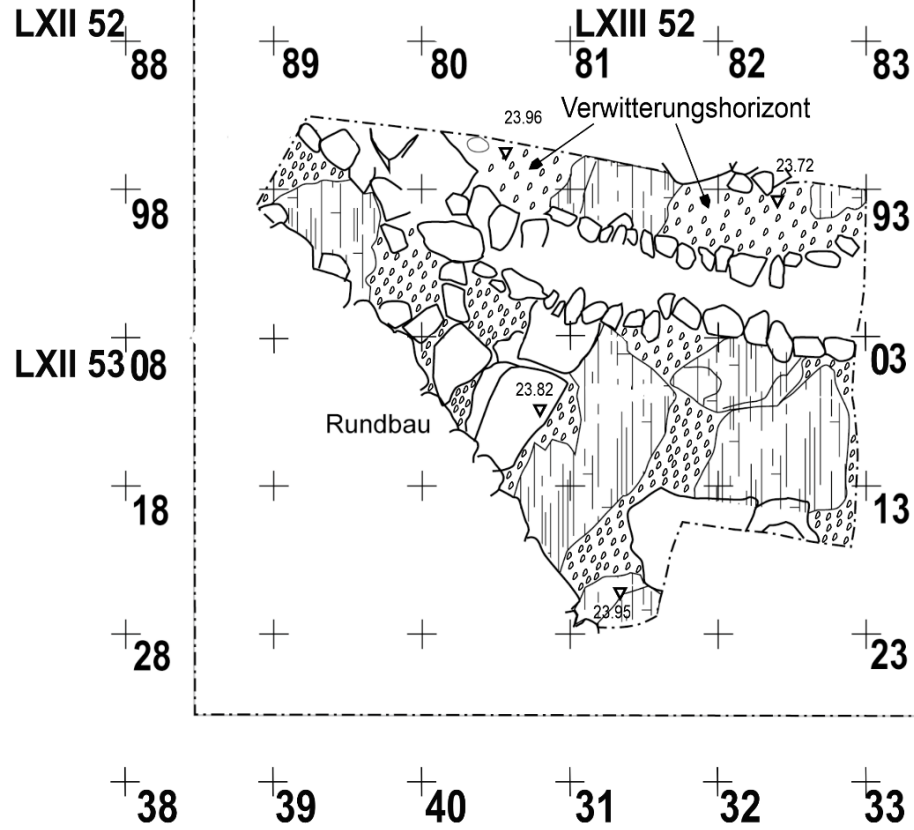 LXII 52 LXIII 52
88 89 80 81 82 83
23.96 Verwitterungshorizont
23.72
98 93
LXII 53 08 03
23.82
Rundbau
18 13
23.95
28 23
38 39 40 31 32 33